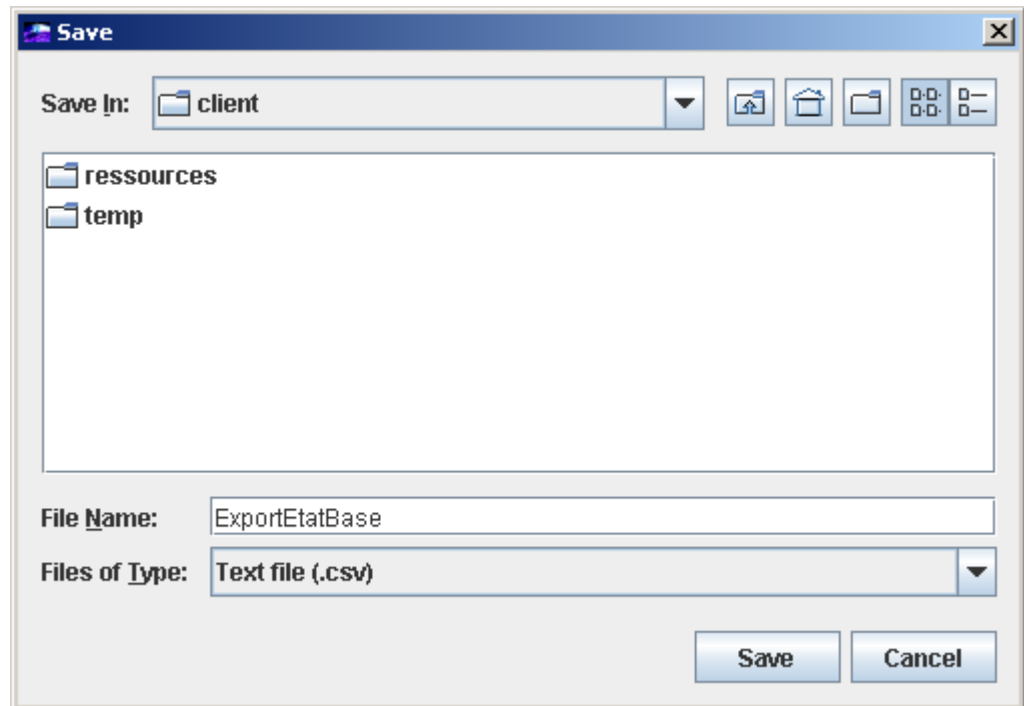 Save
Save In: client
ressources
temp
File Name: ExportEtatBase
Files of Type: Text file (.csv)
Save Cancel